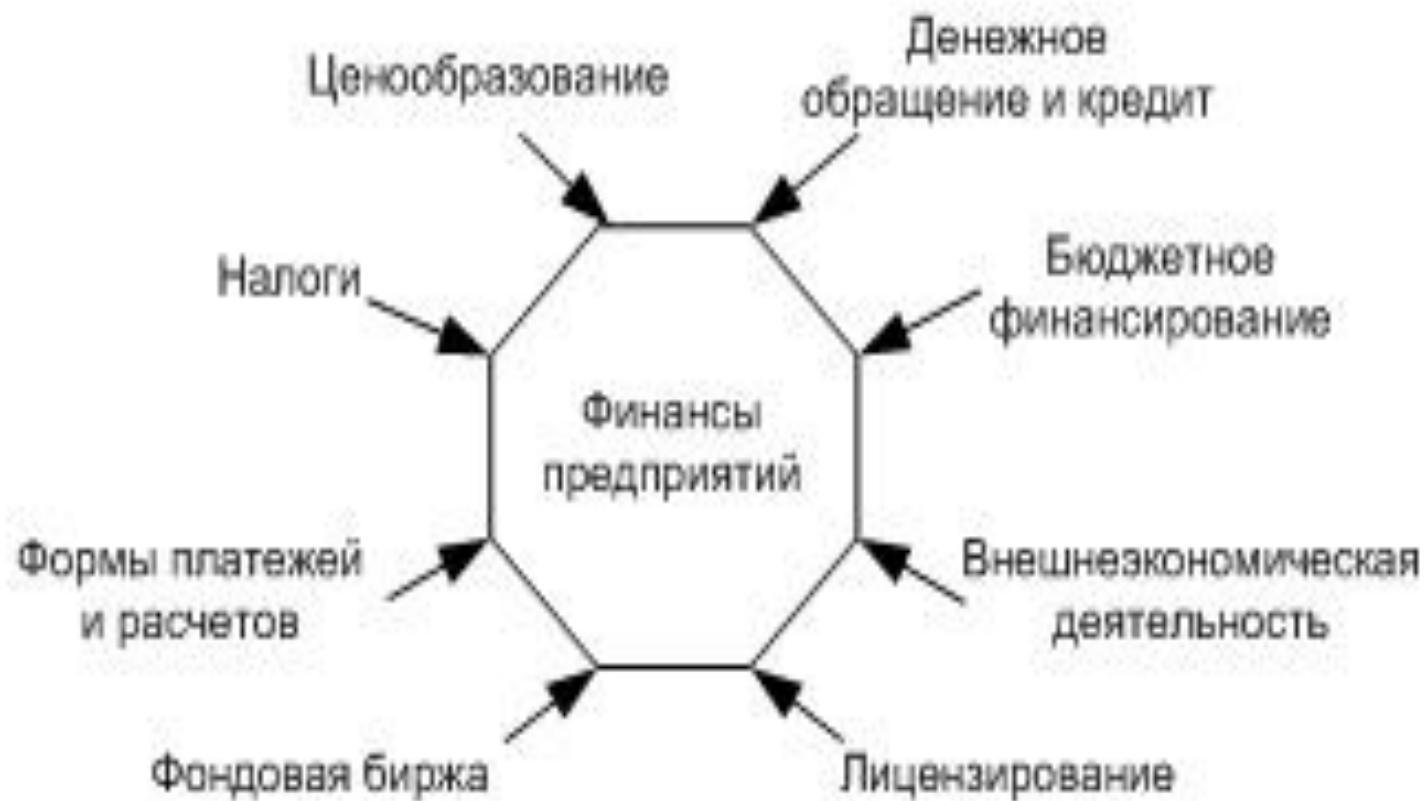 Ценообразование
Денежное
обращение и кредит
Налоги
Бюджетное
финансирование
Финансы
предприятий
Формы платежей
и расчетов
Внешнеэкономическая
деятельность
Фондовая биржа
Лицензирование